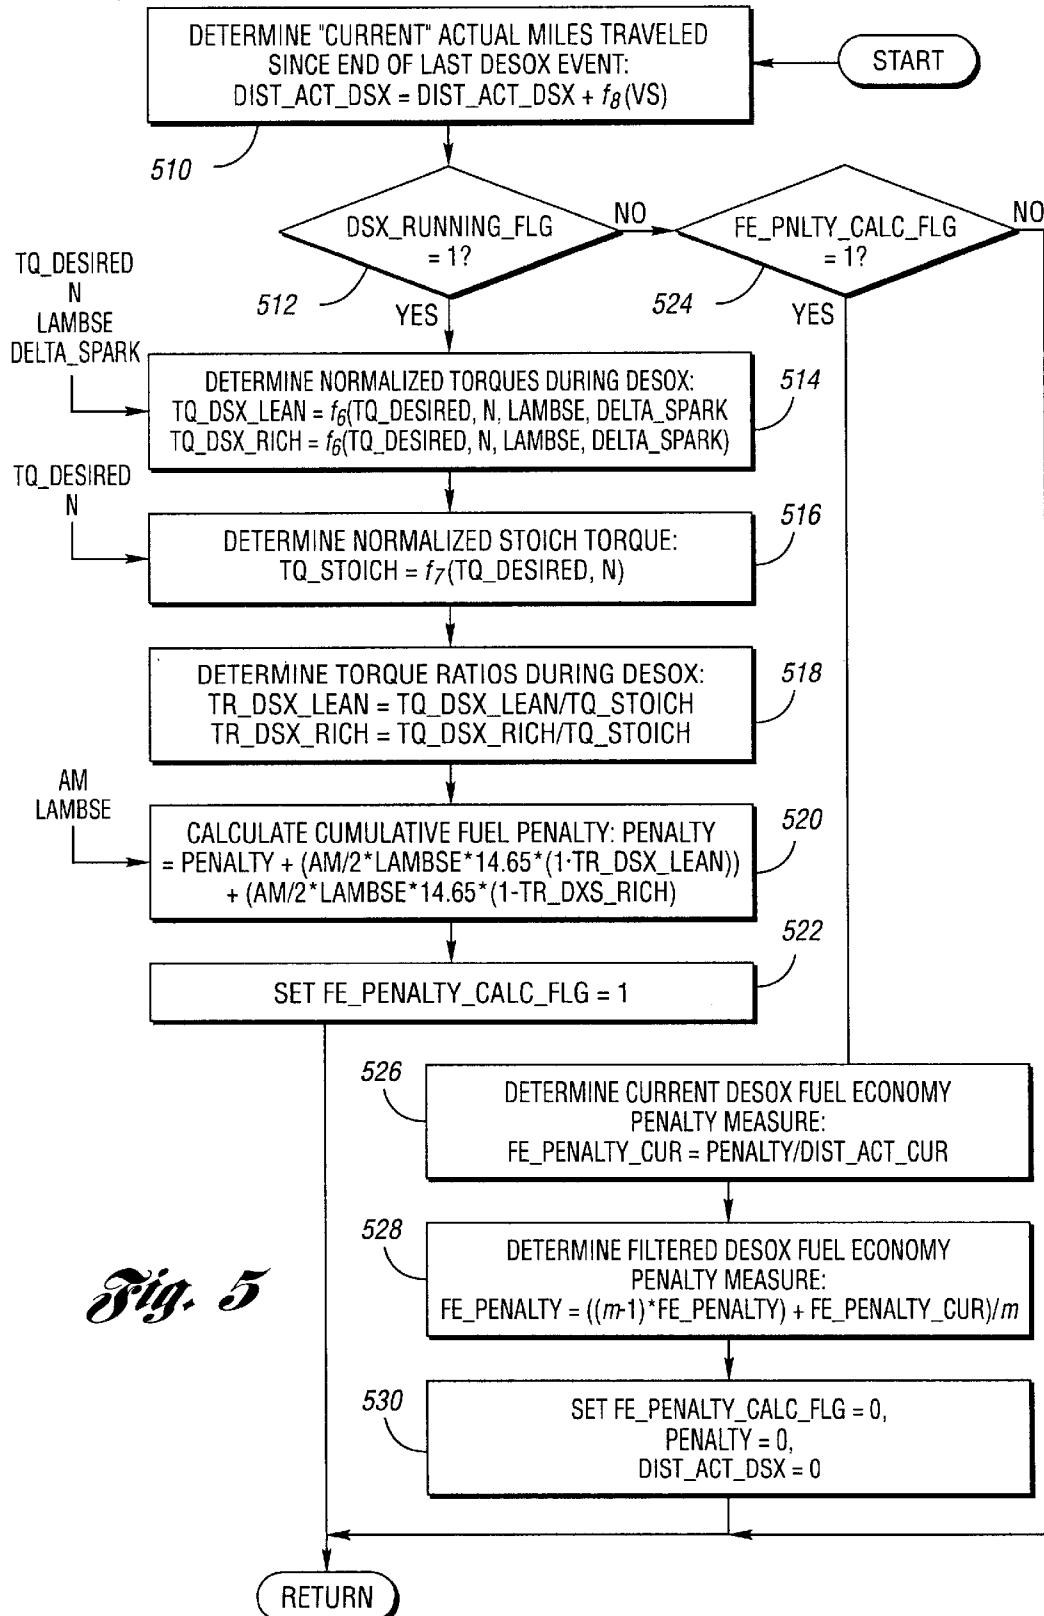 DETERMINE "CURRENT" ACTUAL MILES TRAVELED
SINCE END OF LAST DESOX EVENT:
DIST_ACT_DSX = DIST_ACT_DSX + f8(VS)
START
510
DSX_RUNNING_FLG
= 1?
NO
FE_PNLTY_CALC_FLG
= 1?
NO
512
YES
524
YES
TQ_DESIRED
N
LAMBSE
DELTA_SPARK
DETERMINE NORMALIZED TORQUES DURING DESOX:
TQ_DSX_LEAN = f6(TQ_DESIRED, N, LAMBSE, DELTA_SPARK
TQ_DSX_RICH = f6(TQ_DESIRED, N, LAMBSE, DELTA_SPARK)
514
TQ_DESIRED
N
DETERMINE NORMALIZED STOICH TORQUE:
TQ_STOICH = f7(TQ_DESIRED, N)
516
DETERMINE TORQUE RATIOS DURING DESOX:
TR_DSX_LEAN = TQ_DSX_LEAN/TQ_STOICH
TR_DSX_RICH = TQ_DSX_RICH/TQ_STOICH
518
AM
LAMBSE
CALCULATE CUMULATIVE FUEL PENALTY: PENALTY
= PENALTY + (AM/2*LAMBSE*14.65*(1·TR_DSX_LEAN))
+ (AM/2*LAMBSE*14.65*(1-TR_DXS_RICH)
520
SET FE_PENALTY_CALC_FLG = 1
522
526
DETERMINE CURRENT DESOX FUEL ECONOMY
PENALTY MEASURE:
FE_PENALTY_CUR = PENALTY/DIST_ACT_CUR
528
DETERMINE FILTERED DESOX FUEL ECONOMY
PENALTY MEASURE:
FE_PENALTY = ((m-1)*FE_PENALTY) + FE_PENALTY_CUR)/m
Fig. 5
530
SET FE_PENALTY_CALC_FLG = 0,
PENALTY = 0,
DIST_ACT_DSX = 0
RETURN